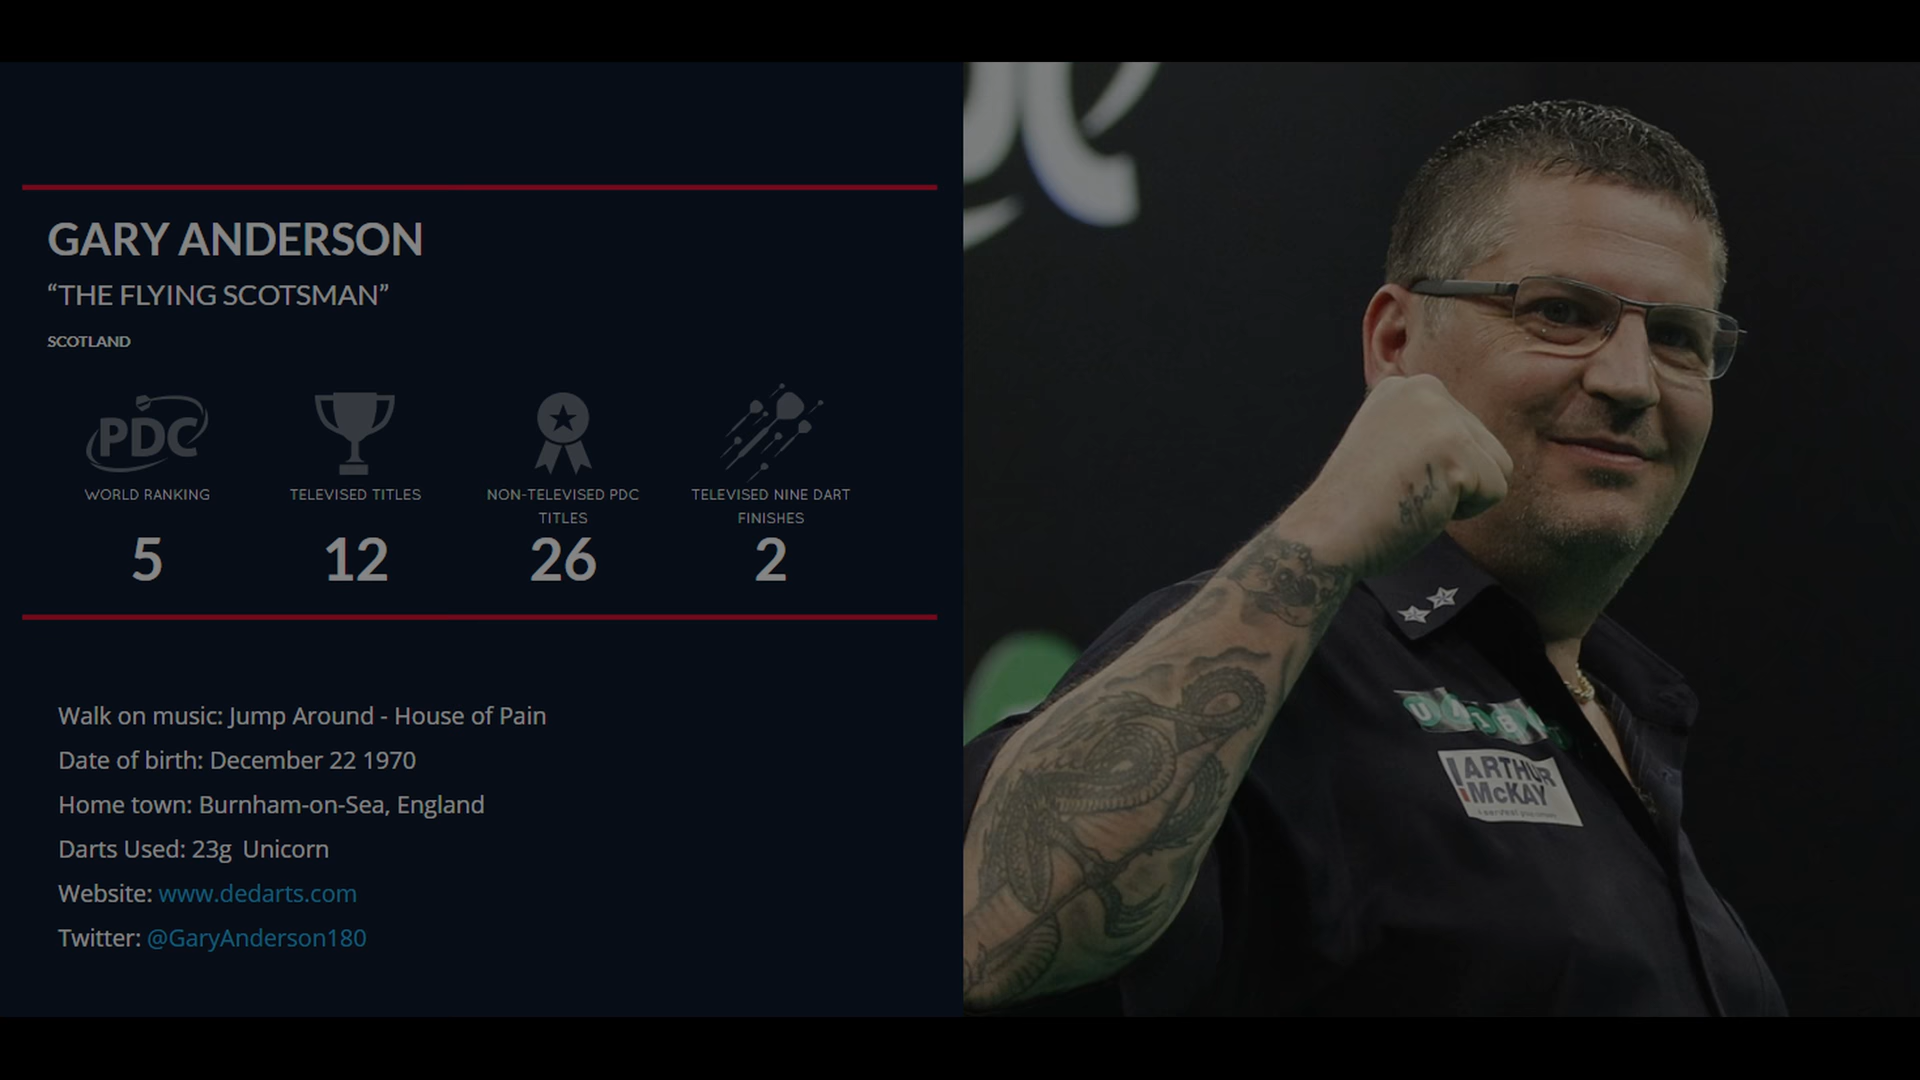 GARY ANDERSON
“THE FLYING SCOTSMAN”
SCOTLAND
PDC
WORLD RANKING
5
TELEVISED TITLES
12
NON-TELEVISED PDC
TITLES
26
TELEVISED NINE DART
FINISHES
2
Walk on music: Jump Around - House of Pain
Date of birth: December 22 1970
Home town: Burnham-on-Sea, England
Darts Used: 23g Unicorn
Website: www.dedarts.com
Twitter: @GaryAnderson180
ARTHUR
McKAY